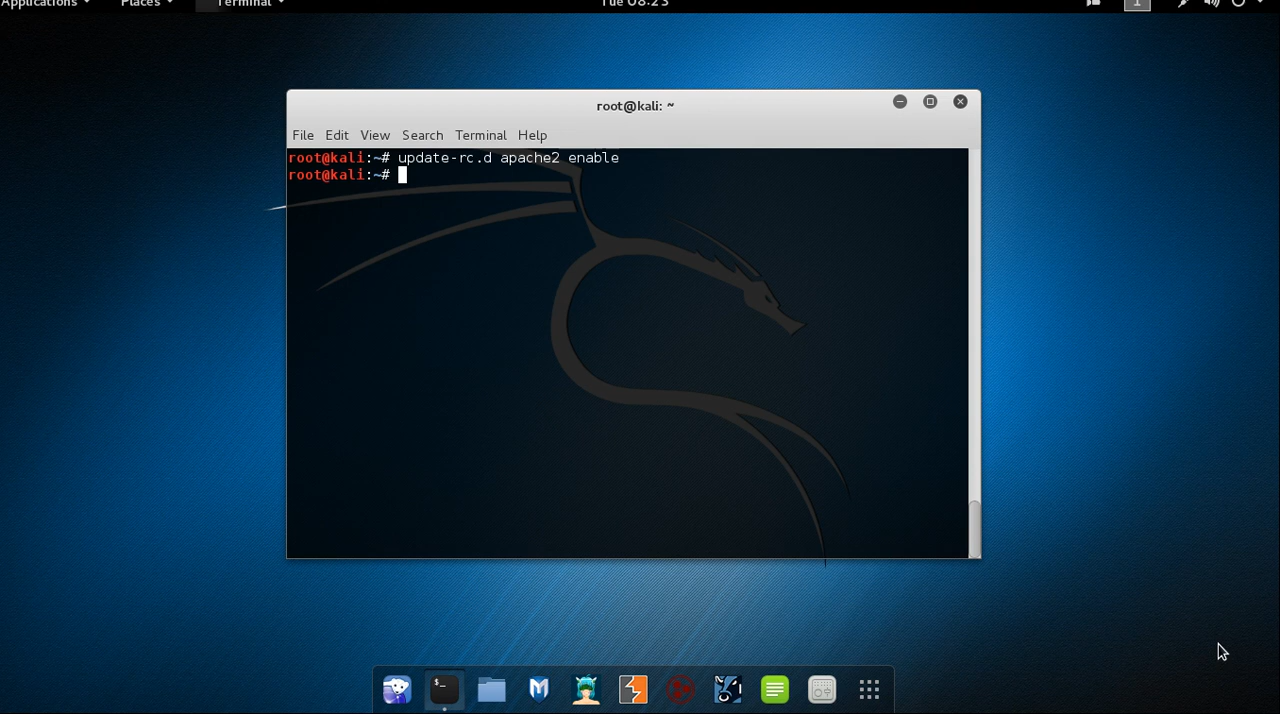 Applications Places Terminal Tue 08:23 1
root@kali: ~
File Edit View Search Terminal Help
root@kali:~# update-rc.d apache2 enable
root@kali:~#
$_